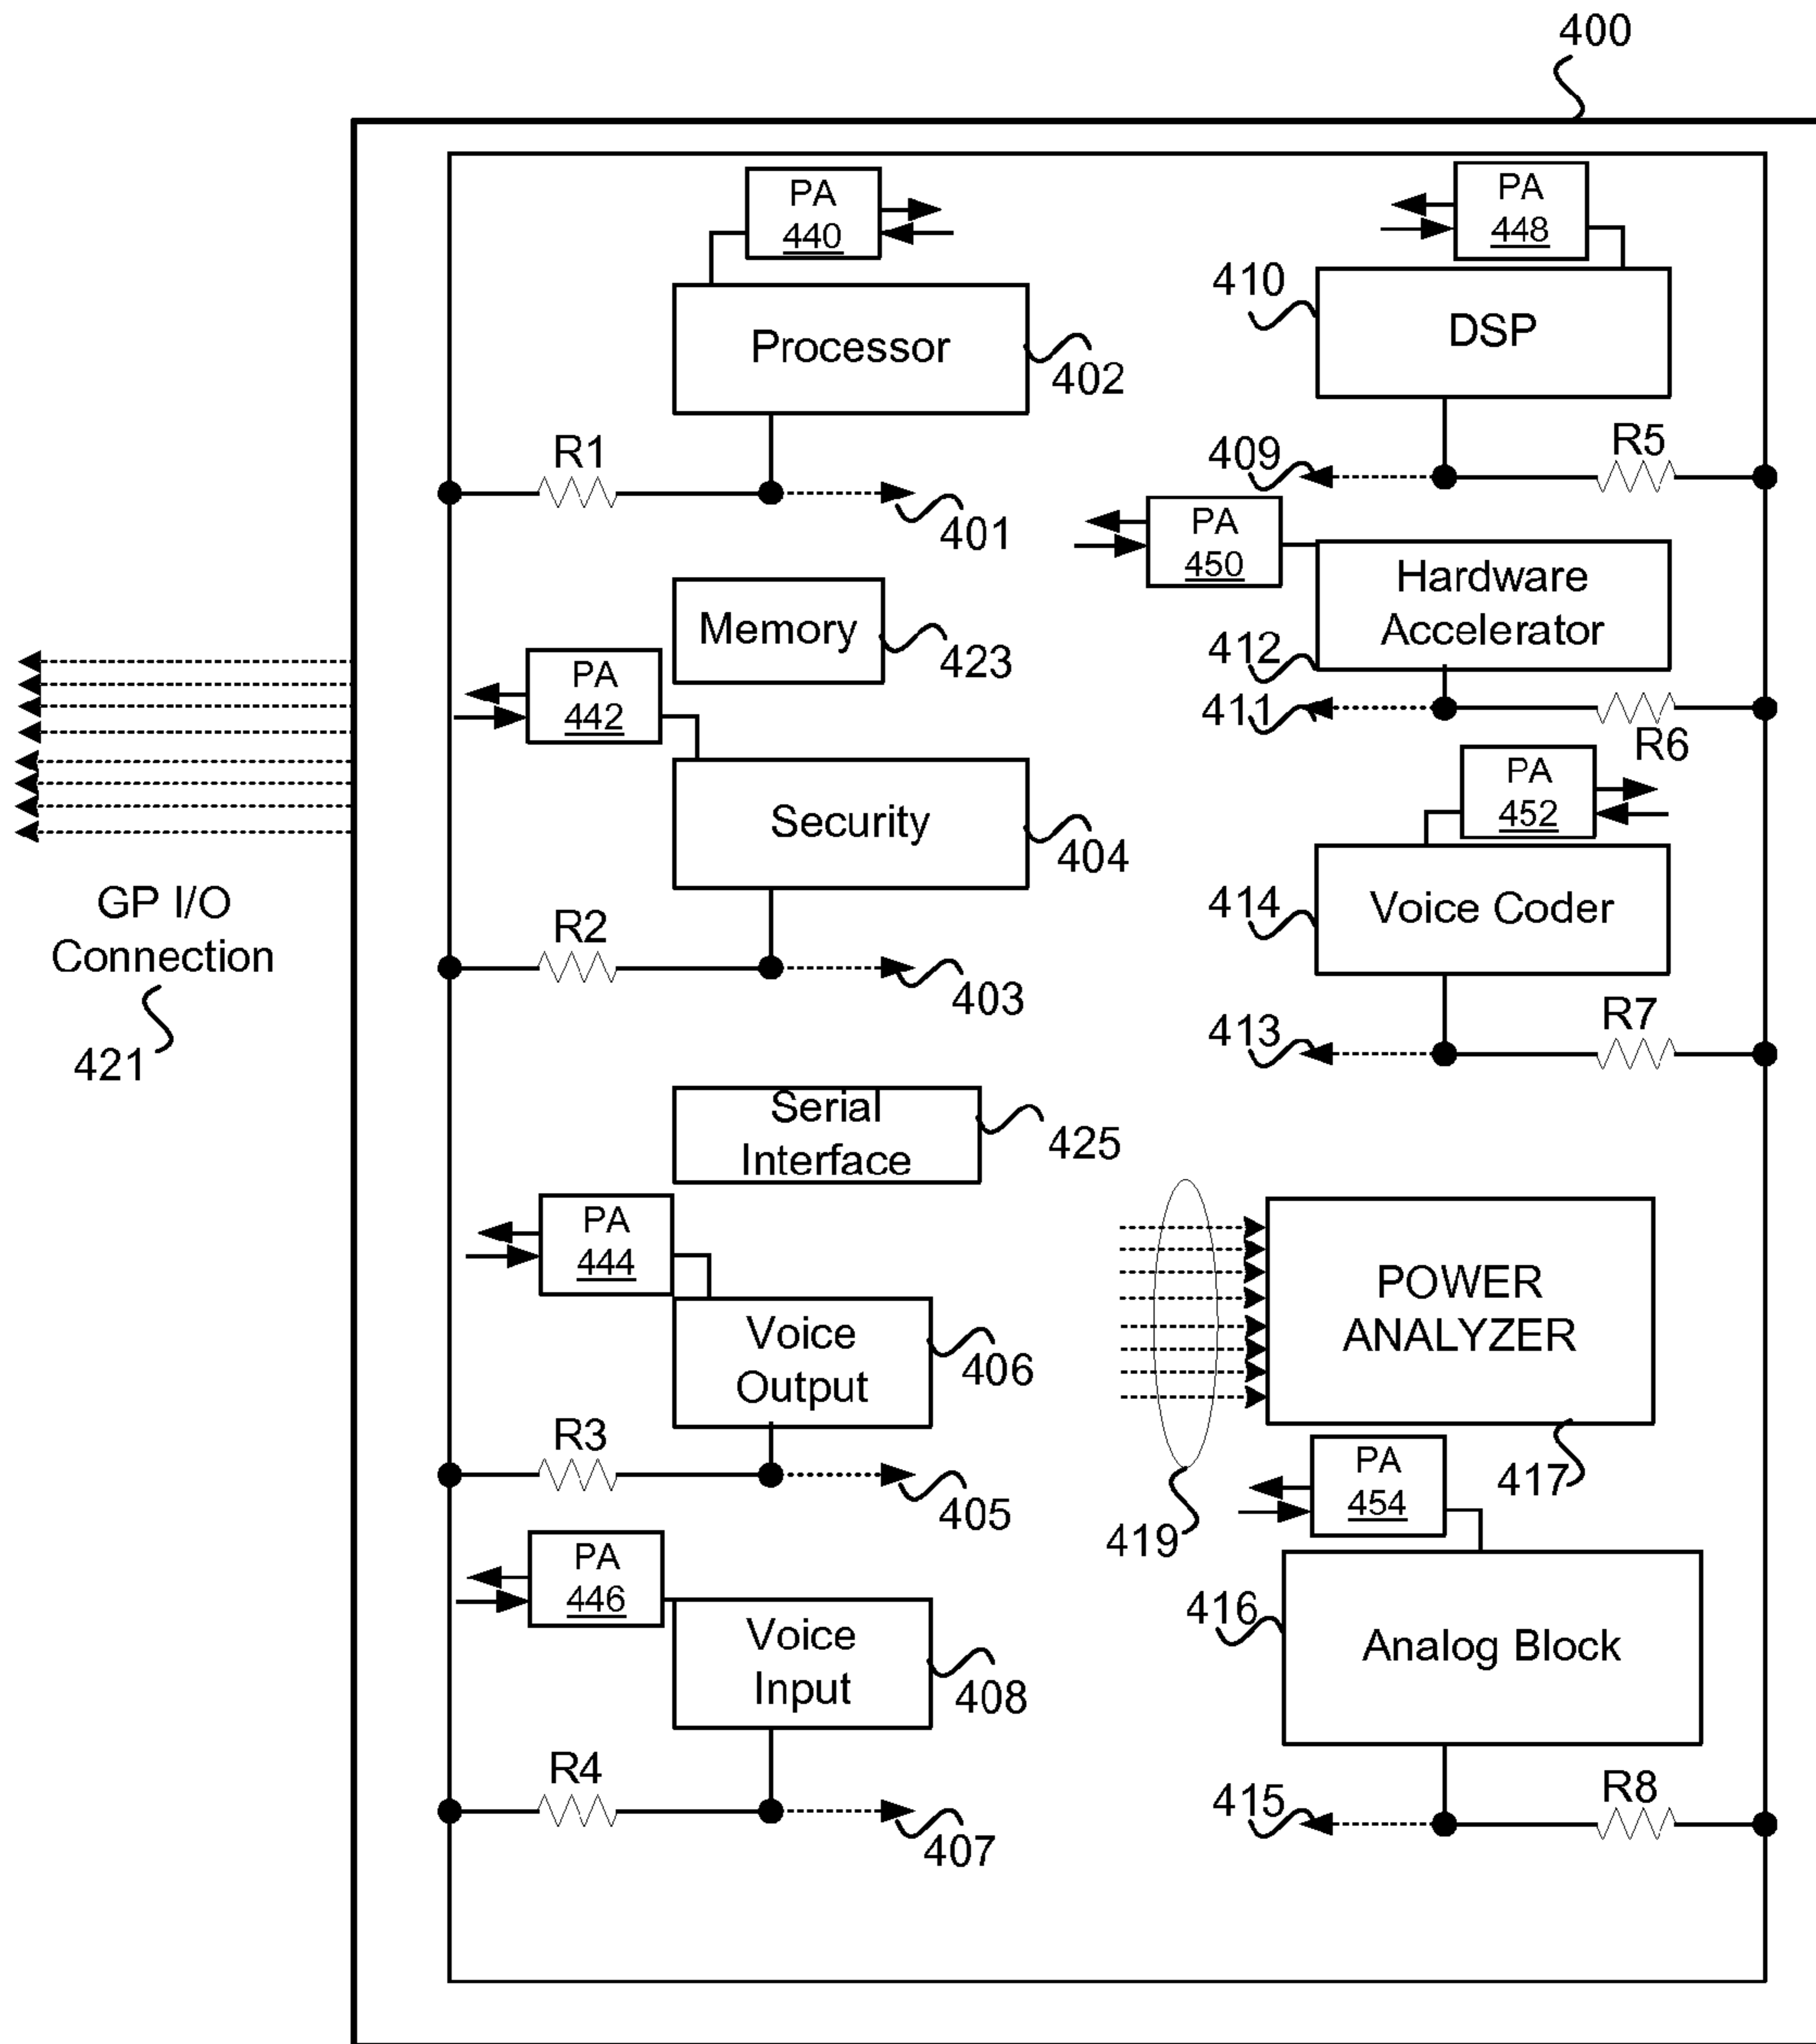 400
PA
440
PA
448
410
DSP
Processor
402
R1
401
409
R5
PA
450
Hardware
Accelerator
412
411
R6
Memory
423
PA
442
Security
404
R2
403
PA
452
414
Voice Coder
R7
413
GP I/O
Connection
421
Serial
Interface
425
PA
444
Voice
Output
406
R3
405
POWER
ANALYZER
417
419
PA
454
PA
446
Voice
Input
408
R4
407
416
Analog Block
415
R8